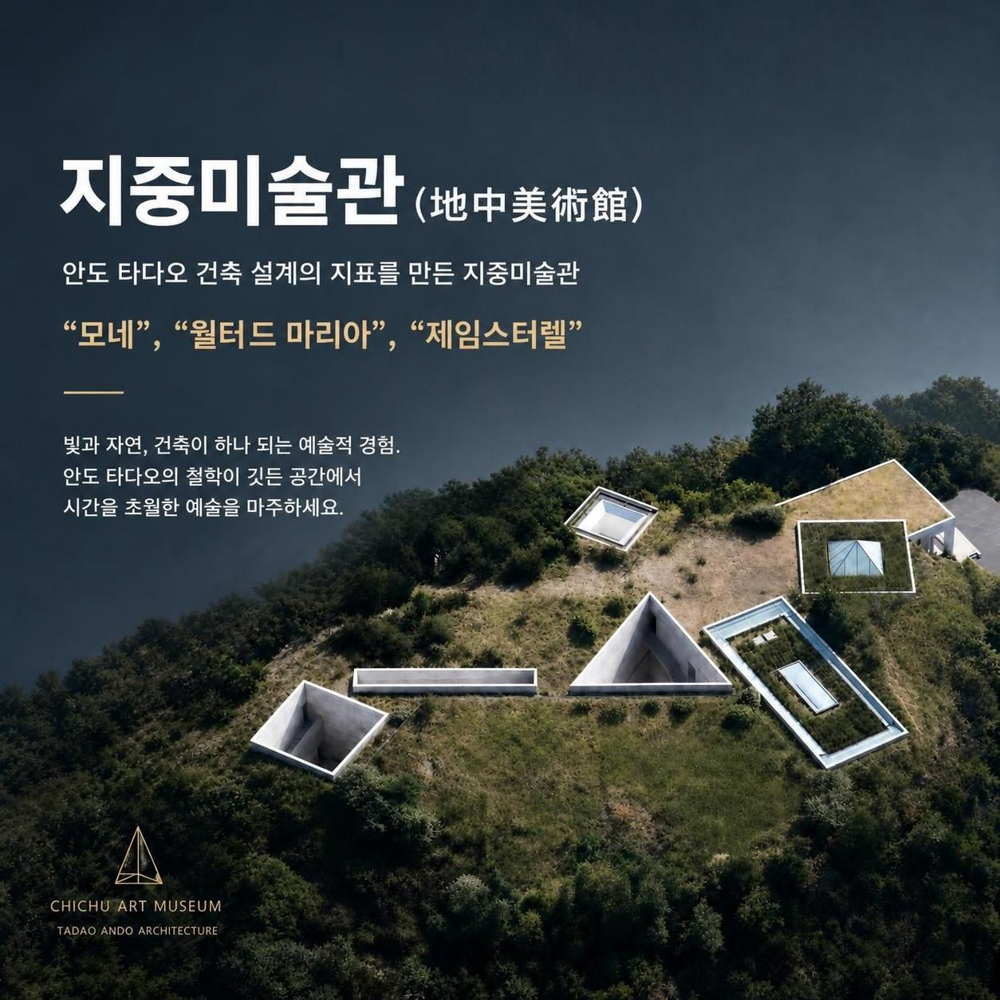 지중미술관 (地中美術館)
안도 타다오 건축 설계의 지표를 만든 지중미술관
“모네”, “월터드 마리아”, “제임스터렐”
빛과 자연, 건축이 하나 되는 예술적 경험.
안도 타다오의 철학이 깃든 공간에서
시간을 초월한 예술을 마주하세요.
CHICHU ART MUSEUM
TADAO ANDO ARCHITECTURE